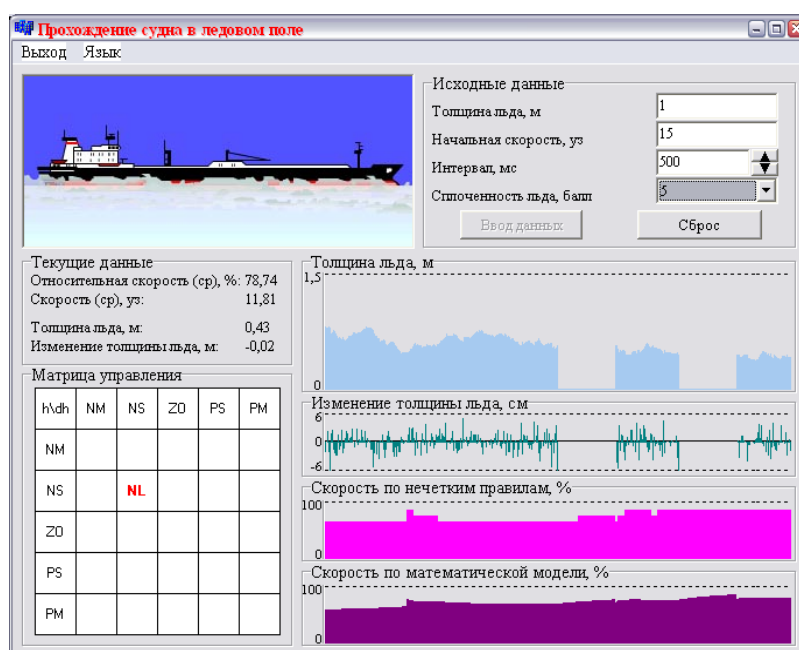 Прохождение судна в ледовом поле
Выход Язык
Исходные данные
Толщина льда, м 1
Начальная скорость, уз 15
Интервал, мс 500
Сплоченность льда, балл 5
Ввод данных Сброс
Текущие данные
Относительная скорость (ср), %: 78,74
Скорость (ср), уз: 11,81
Толщина льда, м: 0,43
Изменение толщины льда, м: -0,02
Матрица управления
h\dh NM NS ZO PS PM
NM
NS NL
ZO
PS
PM
Толщина льда, м
1,5
0
Изменение толщины льда, см
6
0
-6
Скорость по нечетким правилам, %
100
0
Скорость по математической модели, %
100
0